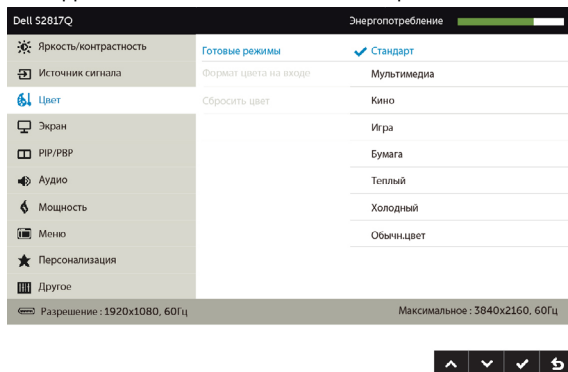 Dell S2817Q
Энергопотребление
Яркость/контрастность
Готовые режимы
Стандарт
Источник сигнала
Формат цвета на входе
Мультимедиа
Цвет
Сбросить цвет
Кино
Экран
Игра
PIP/PBP
Бумага
Аудио
Теплый
Мощность
Холодный
Меню
Обычн.цвет
Персонализация
Другое
Разрешение : 1920x1080, 60Гц
Максимальное : 3840x2160, 60Гц